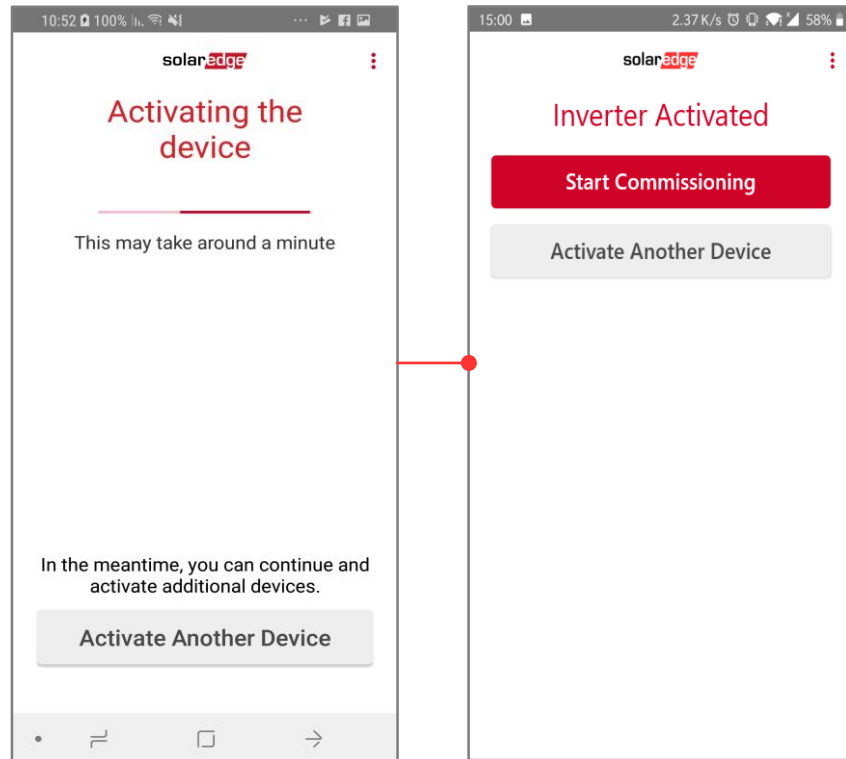 10:52 100%
solaredge
Activating the
device
This may take around a minute
In the meantime, you can continue and
activate additional devices.
Activate Another Device
15:00 2.37 K/s 58%
solaredge
Inverter Activated
Start Commissioning
Activate Another Device